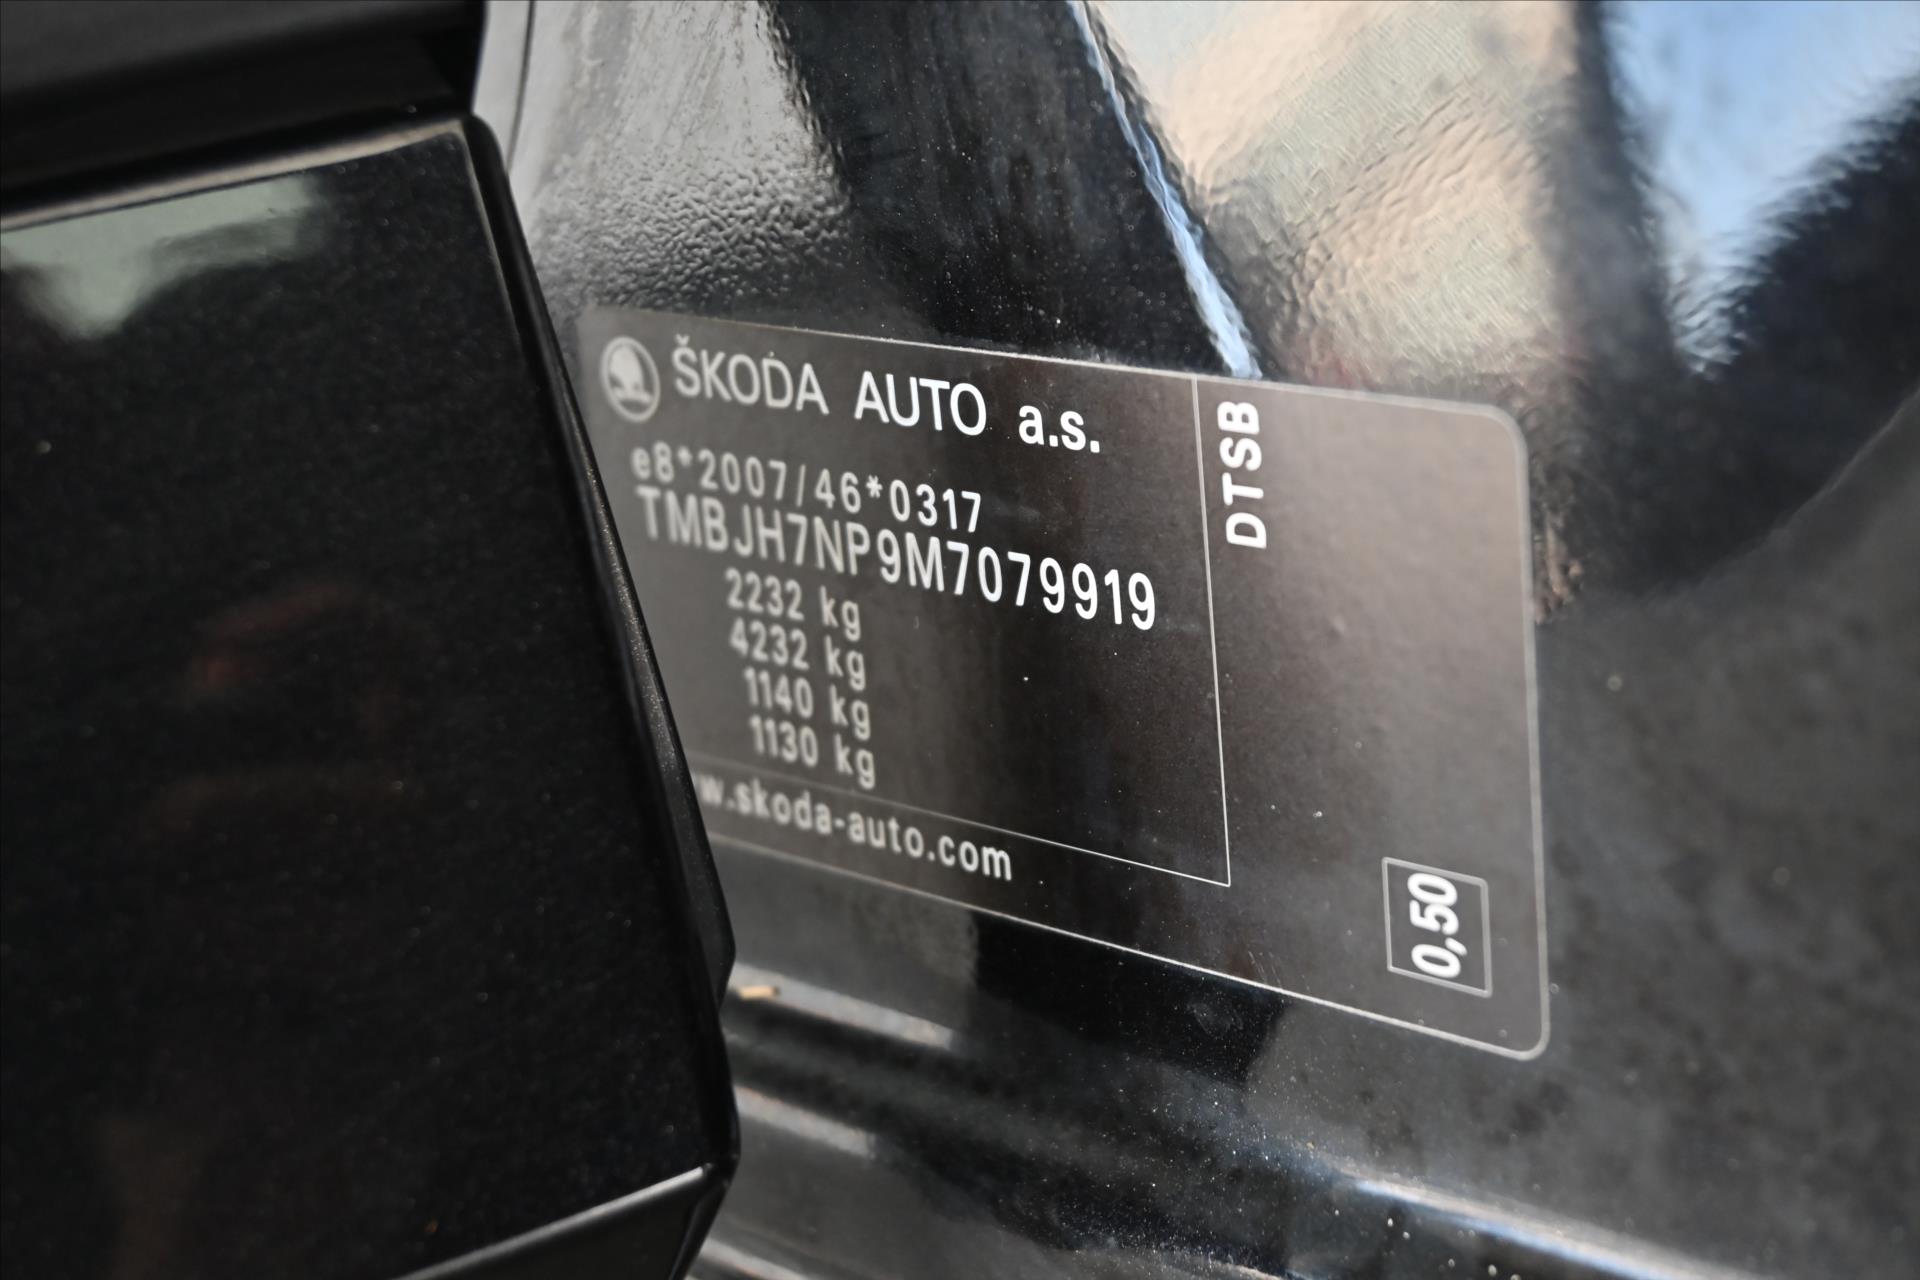 ŠKODA AUTO a.s.
e8*2007/46*0317
TMBJH7NP9M7079919
2232 kg
4232 kg
1140 kg
1130 kg
w.skoda-auto.com
DTSB
0,50